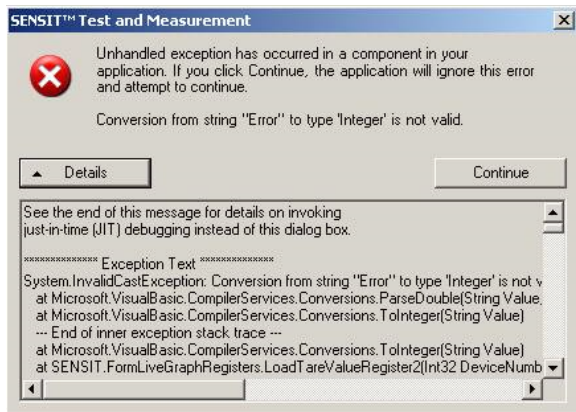 SENSIT™ Test and Measurement
Unhandled exception has occurred in a component in your
application. If you click Continue, the application will ignore this error
and attempt to continue.
Conversion from string "Error" to type 'Integer' is not valid.
Details
Continue
See the end of this message for details on invoking
just-in-time (JIT) debugging instead of this dialog box.
************** Exception Text **************
System.InvalidCastException: Conversion from string "Error" to type 'Integer' is not v
at Microsoft.VisualBasic.CompilerServices.Conversions.ParseDouble(String Value,
at Microsoft.VisualBasic.CompilerServices.Conversions.ToInteger(String Value)
--- End of inner exception stack trace ---
at Microsoft.VisualBasic.CompilerServices.Conversions.ToInteger(String Value)
at SENSIT.FormLiveGraphRegisters.LoadTareValueRegister2(Int32 DeviceNumb